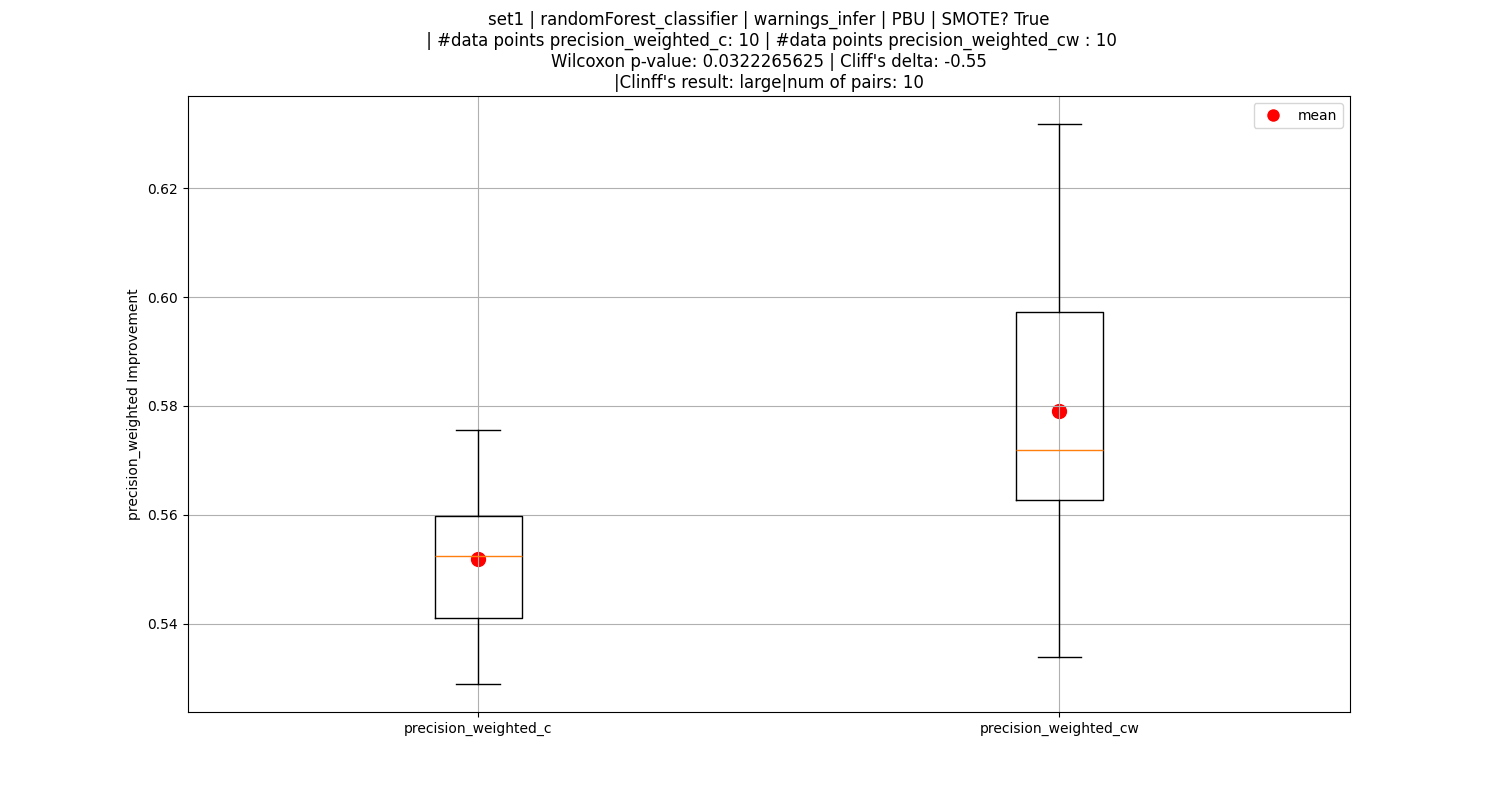 set1 | randomForest_classifier | warnings_infer | PBU | SMOTE? True
| #data points precision_weighted_c: 10 | #data points precision_weighted_cw : 10
Wilcoxon p-value: 0.0322265625 | Cliff's delta: -0.55
|Clinff's result: large|num of pairs: 10
mean
precision_weighted Improvement
0.62
0.60
0.58
0.56
0.54
precision_weighted_c
precision_weighted_cw